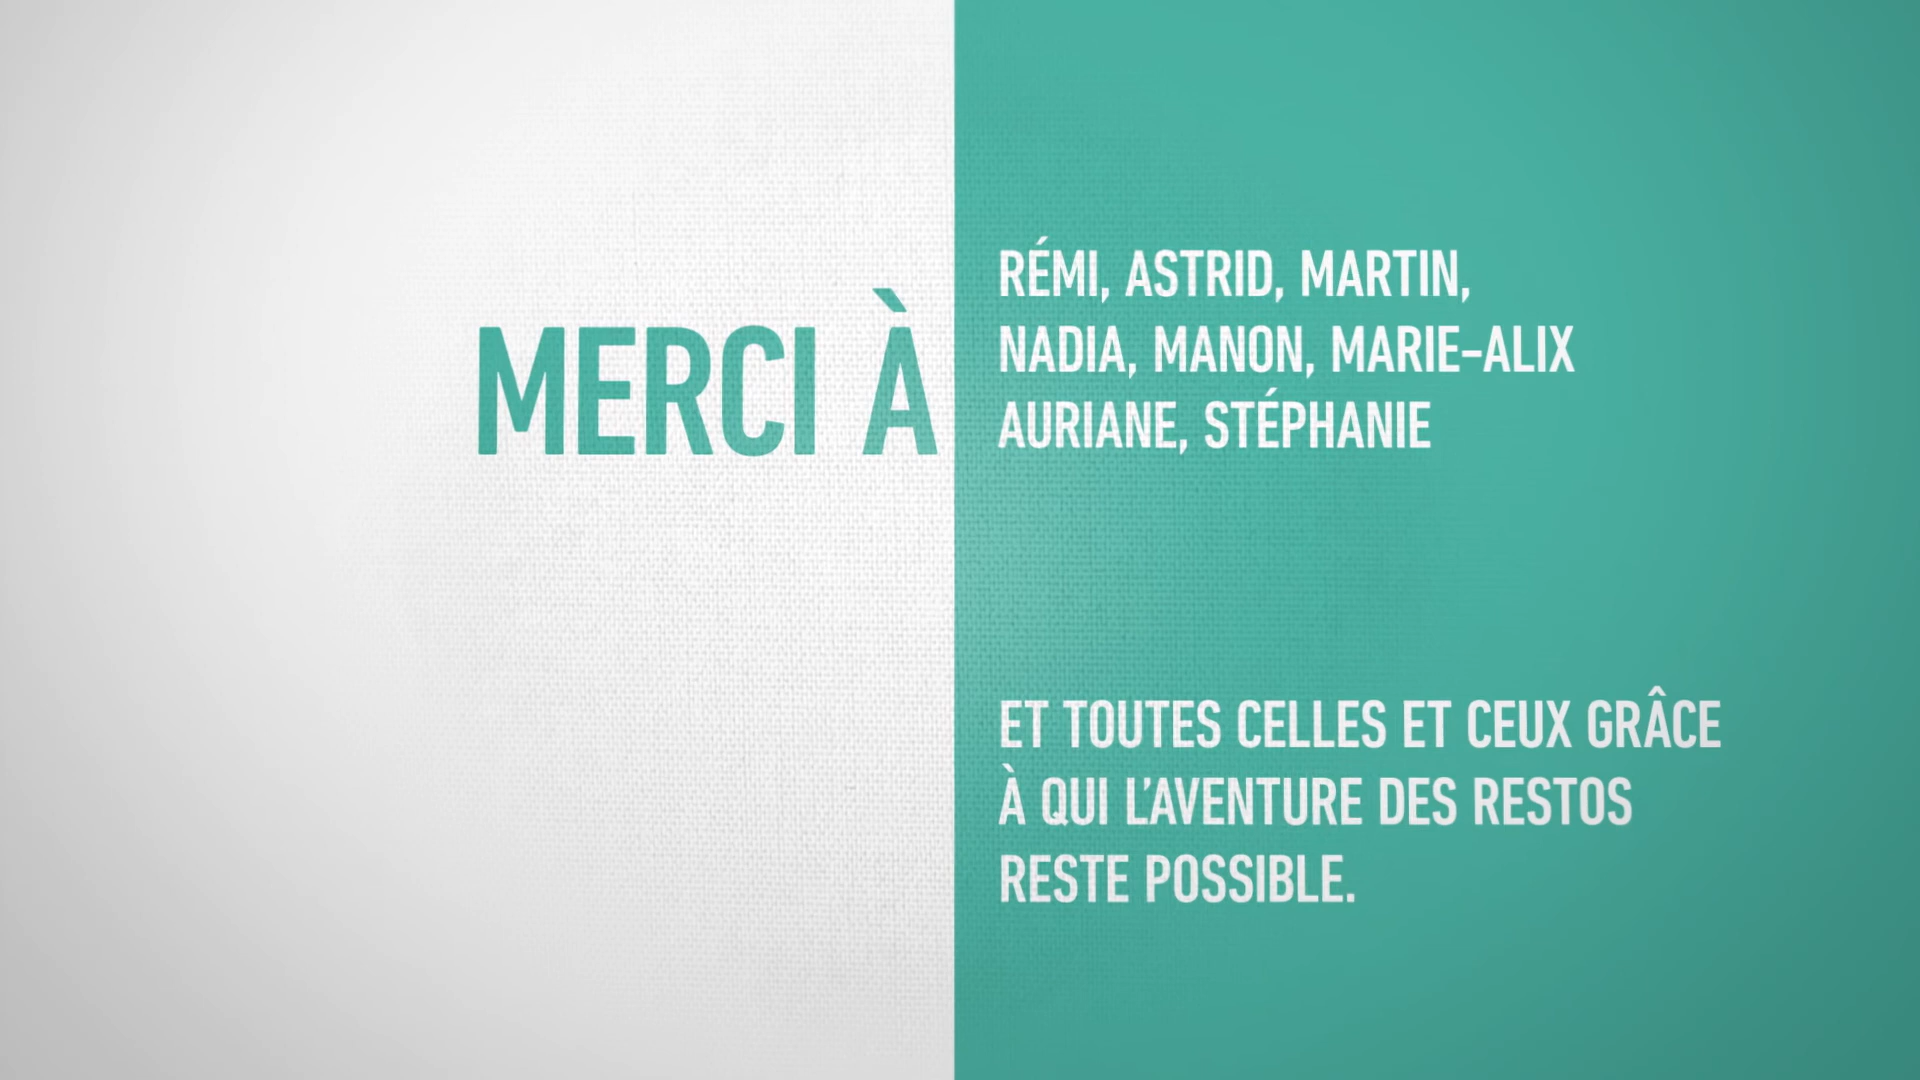 MERCI À
RÉMI, ASTRID, MARTIN,
NADIA, MANON, MARIE-ALIX
AURIANE, STÉPHANIE
ET TOUTES CELLES ET CEUX GRÂCE
À QUI L’AVENTURE DES RESTOS
RESTE POSSIBLE.